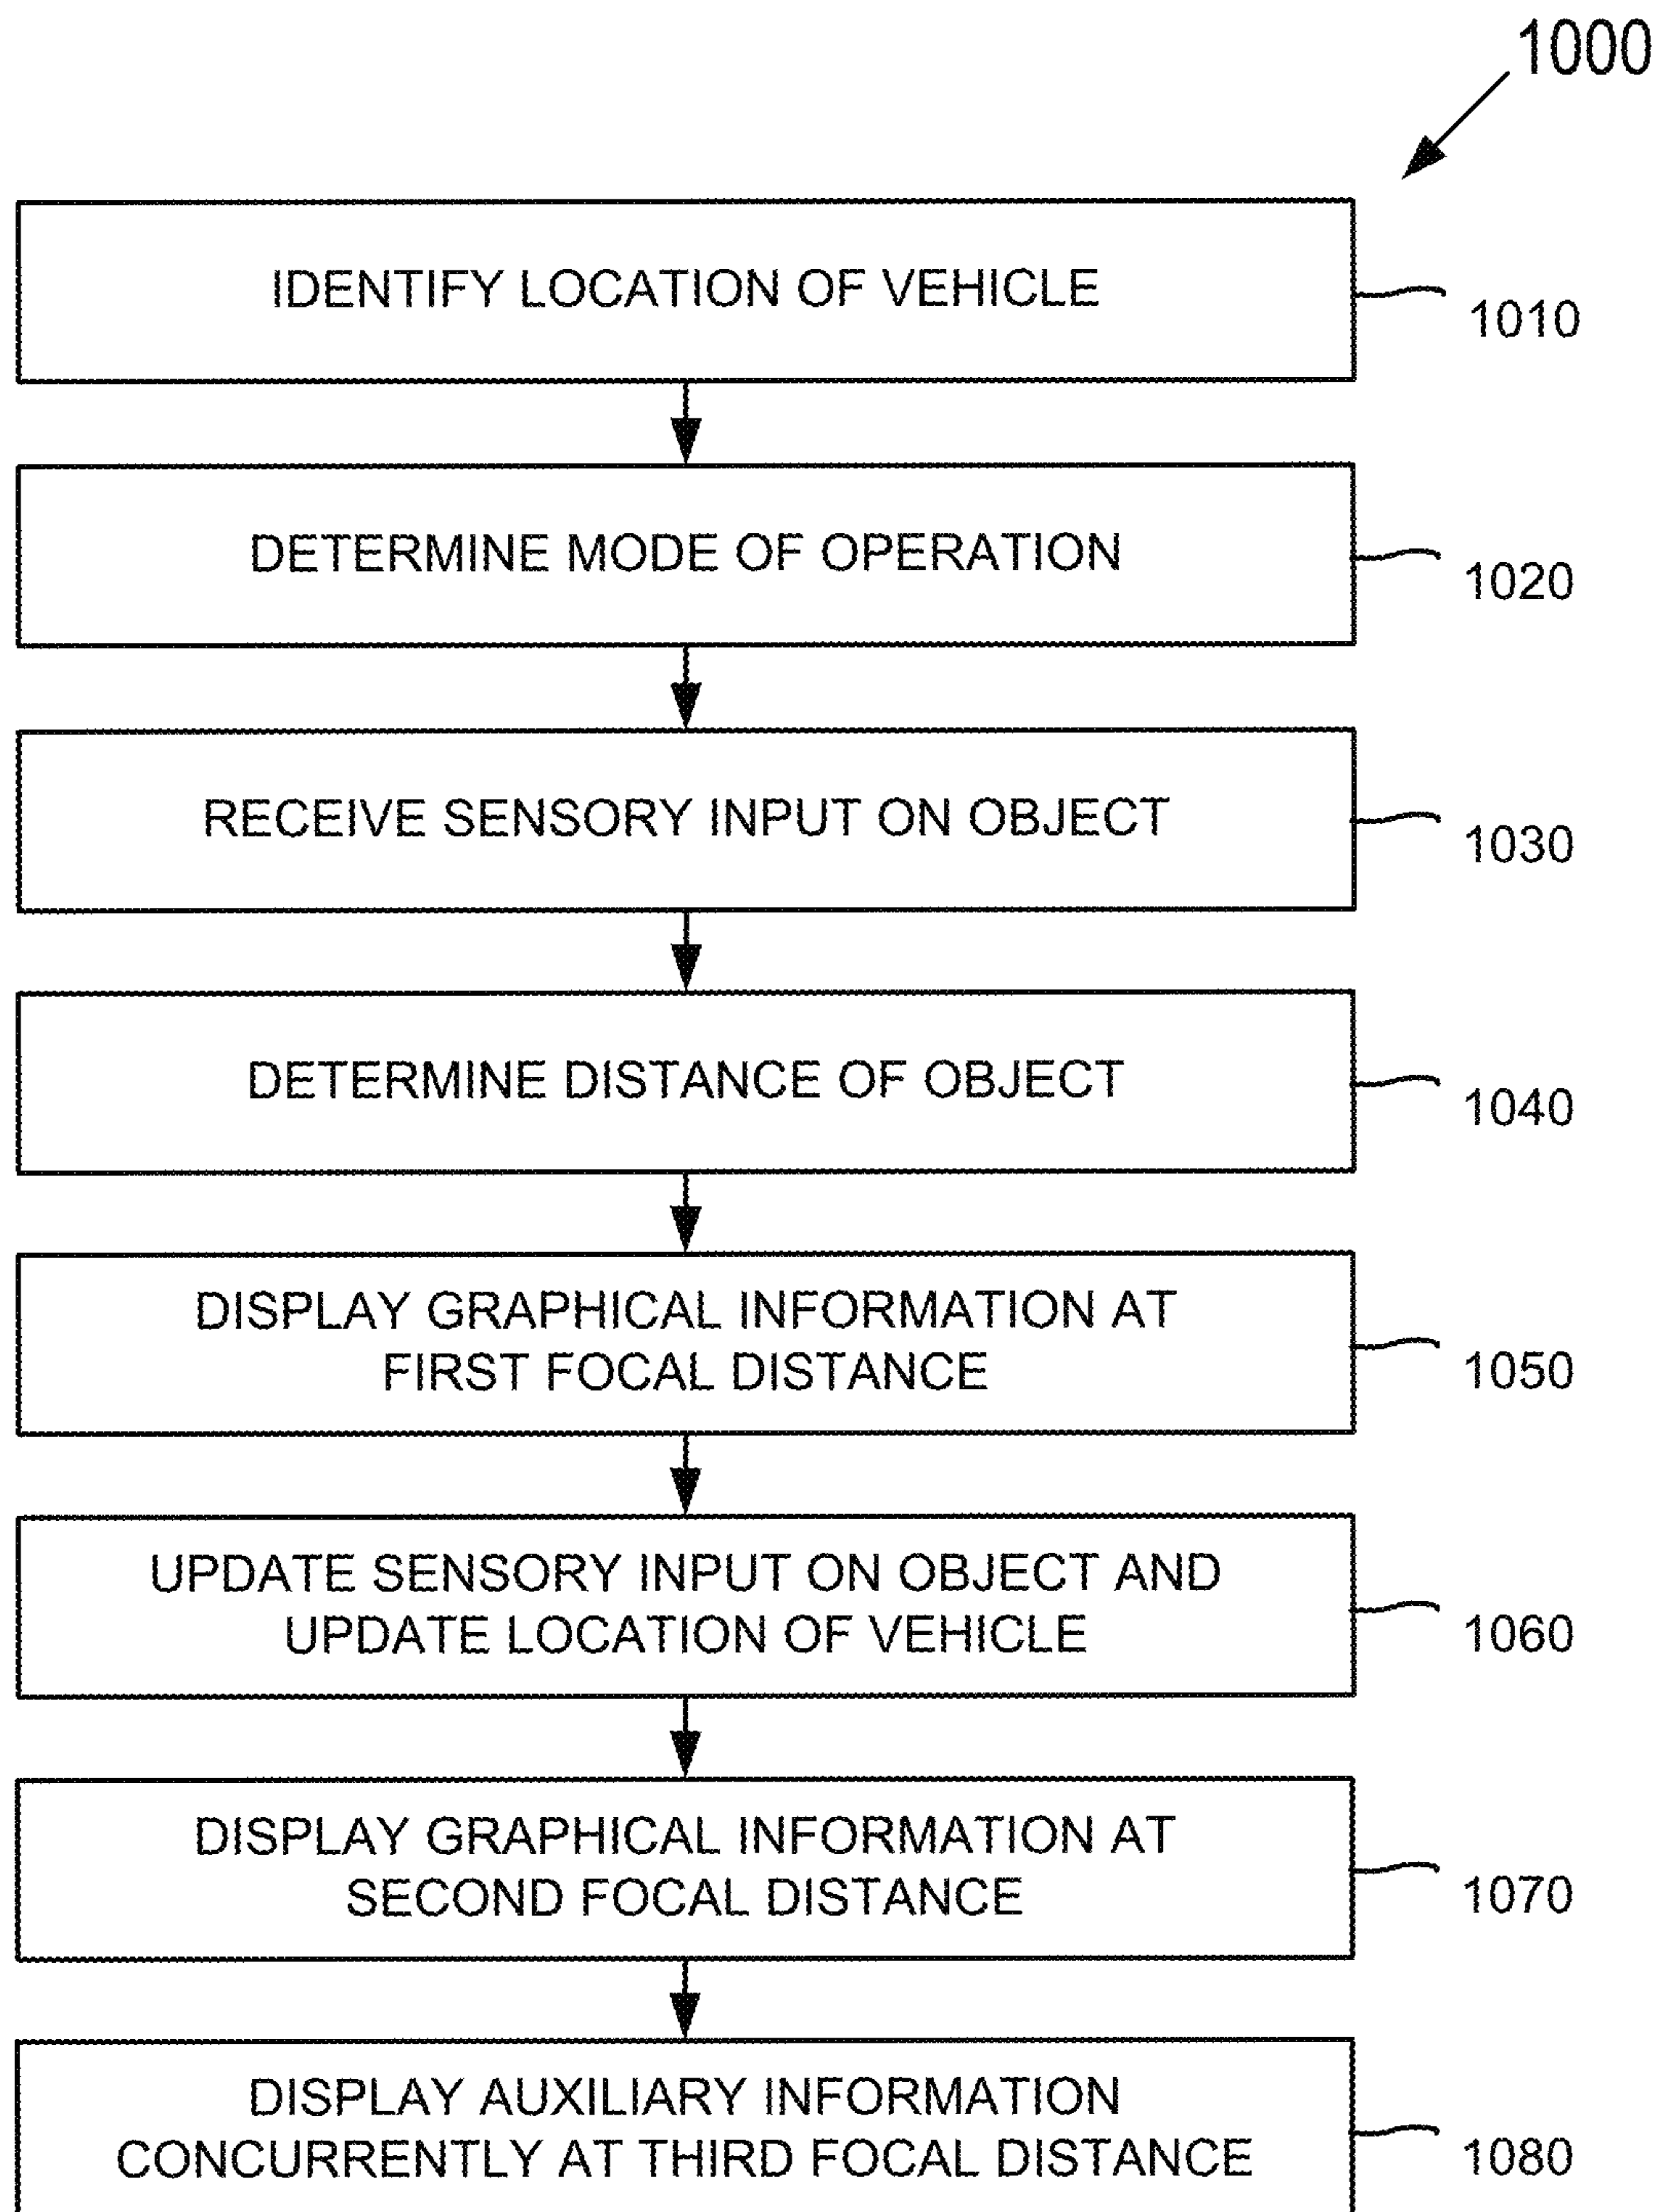 1000
IDENTIFY LOCATION OF VEHICLE
1010
DETERMINE MODE OF OPERATION
1020
RECEIVE SENSORY INPUT ON OBJECT
1030
DETERMINE DISTANCE OF OBJECT
1040
DISPLAY GRAPHICAL INFORMATION AT
FIRST FOCAL DISTANCE
1050
UPDATE SENSORY INPUT ON OBJECT AND
UPDATE LOCATION OF VEHICLE
1060
DISPLAY GRAPHICAL INFORMATION AT
SECOND FOCAL DISTANCE
1070
DISPLAY AUXILIARY INFORMATION
CONCURRENTLY AT THIRD FOCAL DISTANCE
1080